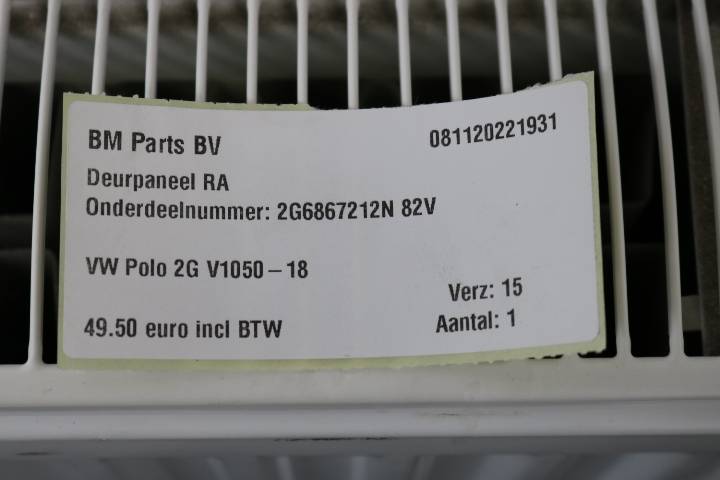 BM Parts BV
081120221931
Deurpaneel RA
Onderdeelnummer: 2G6867212N 82V
VW Polo 2G V1050 – 18
Verz: 15
49.50 euro incl BTW
Aantal: 1